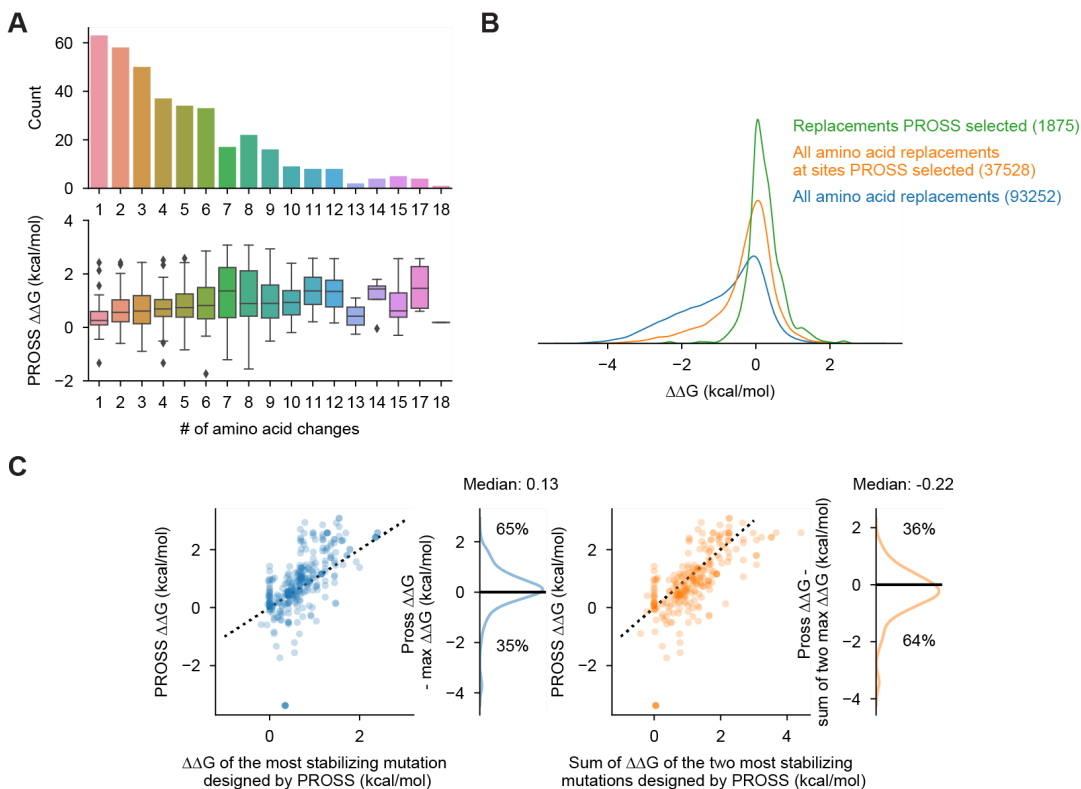 A
60
40
20
0
Count
1 2 3 4 5 6 7 8 9 10 11 12 13 14 15 17 18
4
2
0
−2
PROSS ΔΔG (kcal/mol)
1 2 3 4 5 6 7 8 9 10 11 12 13 14 15 17 18
# of amino acid changes
B
Replacements PROSS selected (1875)
All amino acid replacements
at sites PROSS selected (37528)
All amino acid replacements (93252)
−4 −2 0 2
ΔΔG (kcal/mol)
C
PROSS ΔΔG (kcal/mol)
2
0
−2
0 2
ΔΔG of the most stabilizing mutation
designed by PROSS (kcal/mol)
Median: 0.13
Pross ΔΔG
- max ΔΔG (kcal/mol)
2
0
−2
−4
65%
35%
PROSS ΔΔG (kcal/mol)
2
0
−2
0 2 4
Sum of ΔΔG of the two most stabilizing
mutations designed by PROSS (kcal/mol)
Median: -0.22
Pross ΔΔG -
sum of two max ΔΔG (kcal/mol)
2
0
−2
−4
36%
64%